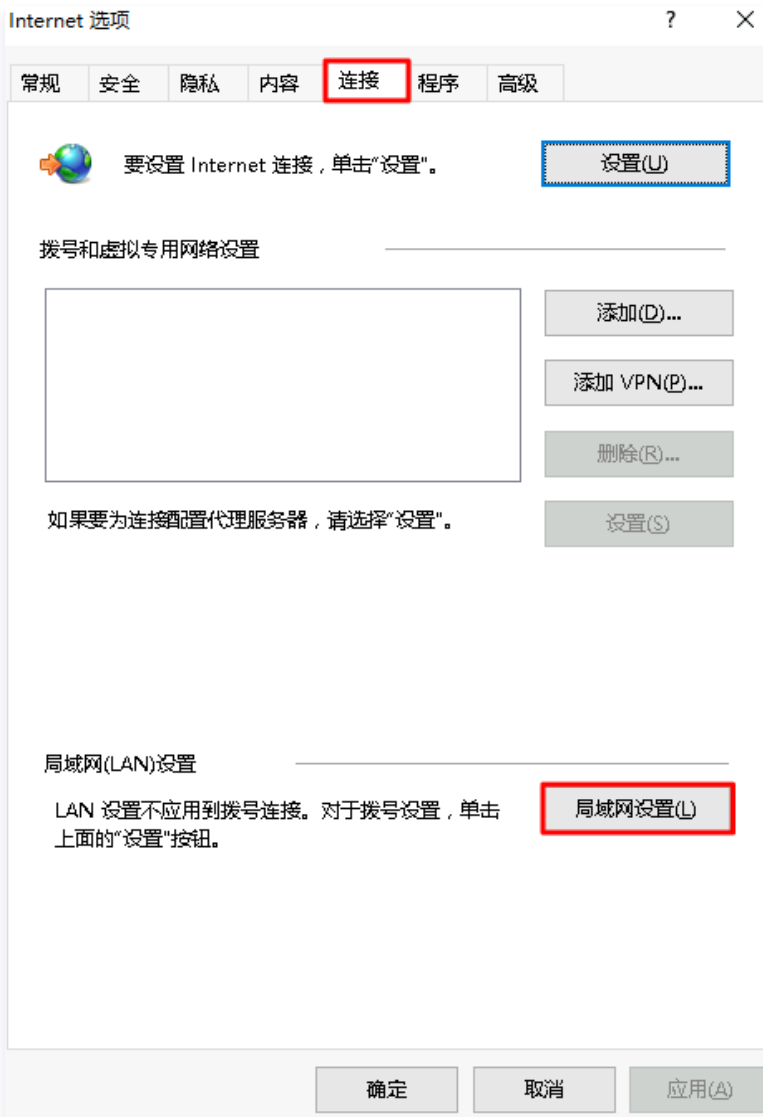 Internet 选项
?
常规 安全 隐私 内容 连接 程序 高级
要设置 Internet 连接，单击“设置”。
设置(U)
拨号和虚拟专用网络设置
添加(D)...
添加 VPN(P)...
删除(R)...
如果要为连接配置代理服务器，请选择“设置”。
设置(S)
局域网(LAN)设置
LAN 设置不应用到拨号连接。对于拨号设置，单击
上面的“设置”按钮。
局域网设置(L)
确定 取消 应用(A)